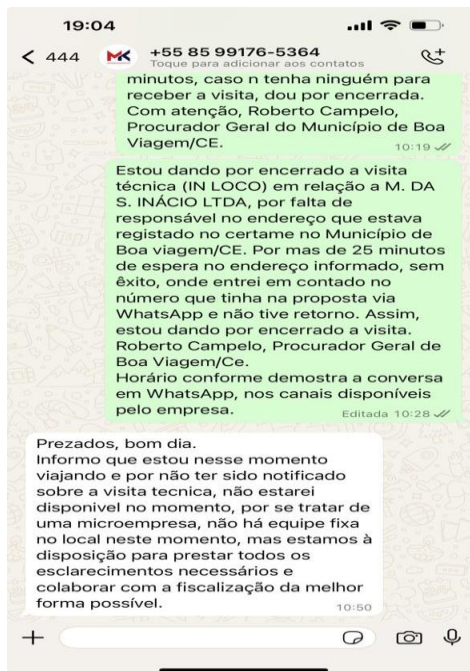 19:04
444
MK
+55 85 99176-5364
Toque para adicionar aos contatos
minutos, caso n tenha ninguém para
receber a visita, dou por encerrada.
Com atenção, Roberto Campelo,
Procurador Geral do Município de Boa
Viagem/CE.
10:19
Estou dando por encerrado a visita
técnica (IN LOCO) em relação a M. DA
S. INÁCIO LTDA, por falta de
responsável no endereço que estava
registado no certame no Município de
Boa viagem/CE. Por mas de 25 minutos
de espera no endereço informado, sem
êxito, onde entrei em contado no
número que tinha na proposta via
WhatsApp e não tive retorno. Assim,
estou dando por encerrado a visita.
Roberto Campelo, Procurador Geral de
Boa Viagem/Ce.
Horário conforme demostra a conversa
em WhatsApp, nos canais disponíveis
pelo empresa.
Editada 10:28
Prezados, bom dia.
Informo que estou nesse momento
viajando e por não ter sido notificado
sobre a visita tecnica, não estarei
disponivel no momento, por se tratar de
uma microempresa, não há equipe fixa
no local neste momento, mas estamos à
disposição para prestar todos os
esclarecimentos necessários e
colaborar com a fiscalização da melhor
forma possível.
10:50